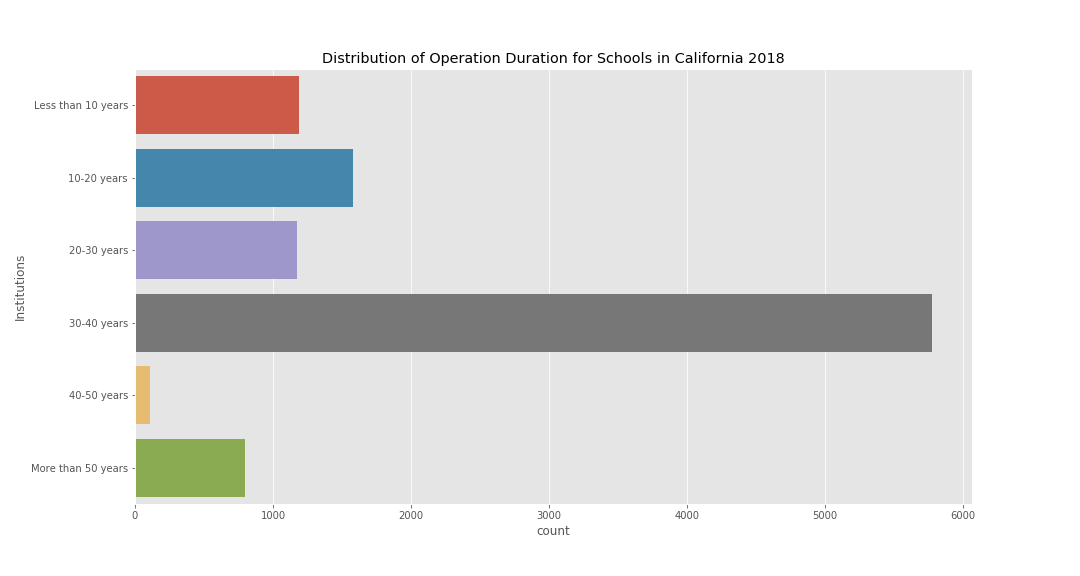 Distribution of Operation Duration for Schools in California 2018
Institutions
Less than 10 years
10-20 years
20-30 years
30-40 years
40-50 years
More than 50 years
0 1000 2000 3000 4000 5000 6000
count